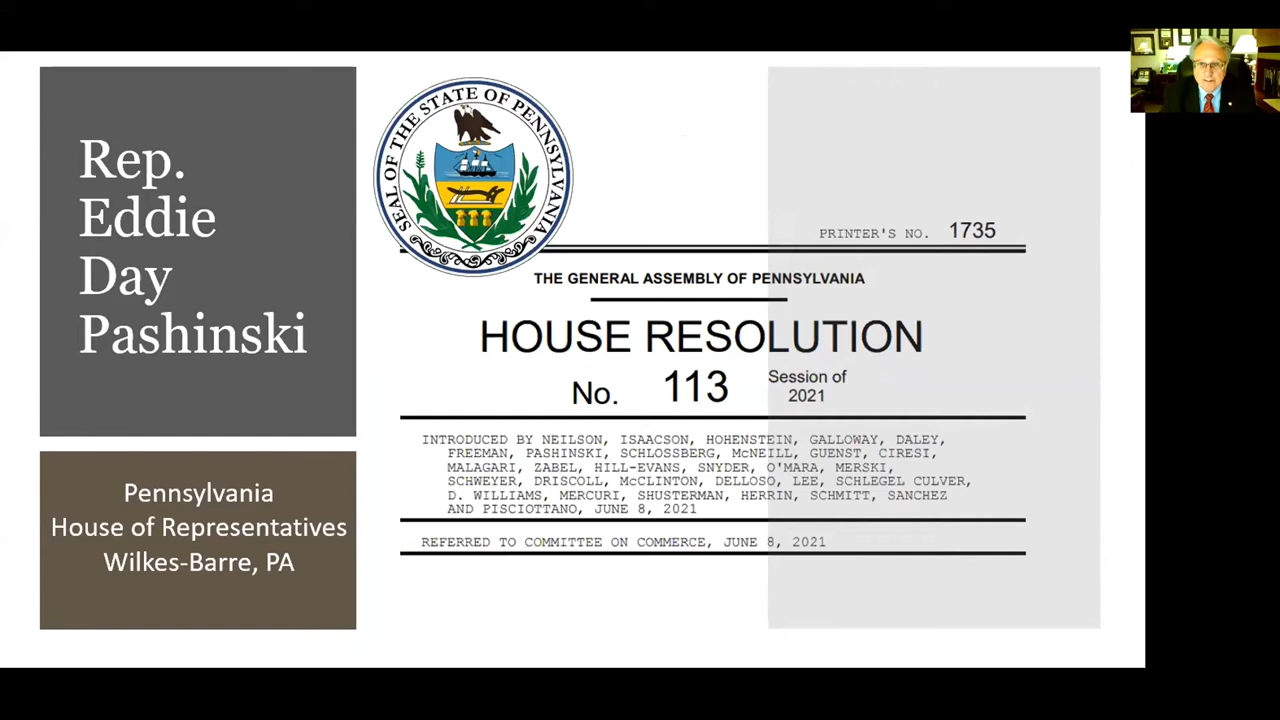 Rep.
Eddie
Day
Pashinski
Pennsylvania
House of Representatives
Wilkes-Barre, PA
SEAL OF THE STATE OF PENNSYLVANIA
PRINTER'S NO. 1735
THE GENERAL ASSEMBLY OF PENNSYLVANIA
HOUSE RESOLUTION
No. 113 Session of
2021
INTRODUCED BY NEILSON, ISAACSON, HOHENSTEIN, GALLOWAY, DALEY,
FREEMAN, PASHINSKI, SCHLOSSBERG, McNEILL, GUENST, CIRESI,
MALAGARI, ZABEL, HILL-EVANS, SNYDER, O'MARA, MERSKI,
SCHWEYER, DRISCOLL, McCLINTON, DELLOSO, LEE, SCHLEGEL CULVER,
D. WILLIAMS, MERCURI, SHUSTERMAN, HERRIN, SCHMITT, SANCHEZ
AND PISCIOTTANO, JUNE 8, 2021
REFERRED TO COMMITTEE ON COMMERCE, JUNE 8, 2021